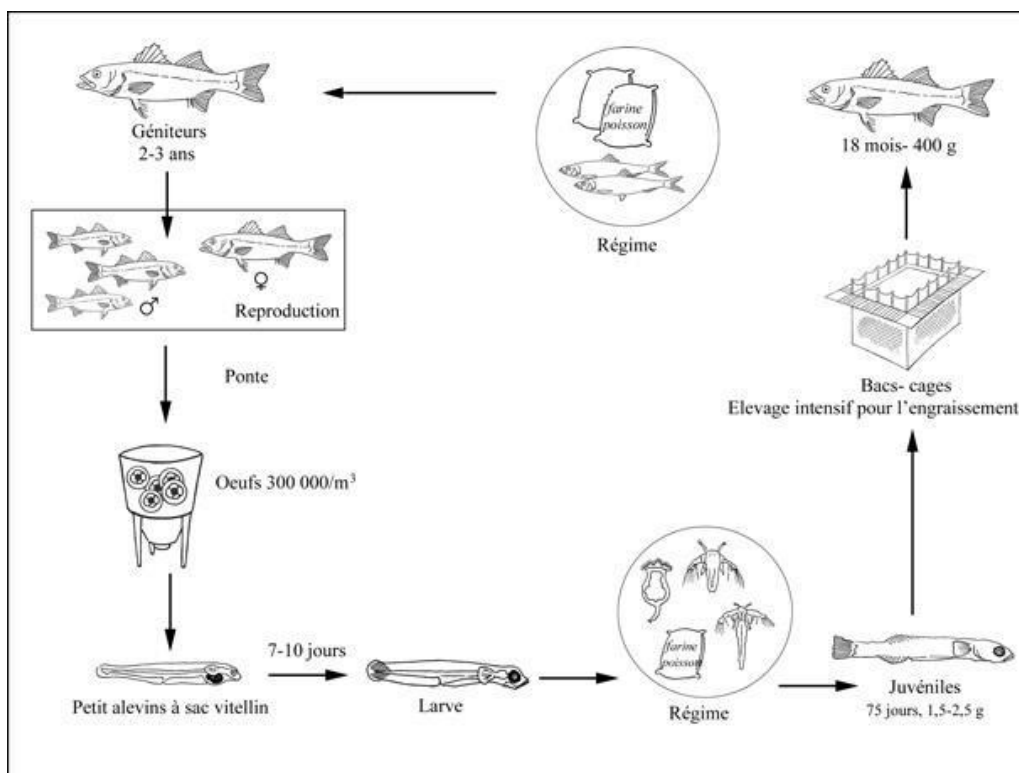 Géniteurs
2-3 ans
farine
poisson
Régime
18 mois- 400 g
♂
♀
Reproduction
Ponte
Bacs- cages
Elevage intensif pour l'engraissement
Oeufs 300 000/m³
7-10 jours
Petit alevins à sac vitellin
Larve
farine
poisson
Régime
Juvéniles
75 jours, 1,5-2,5 g